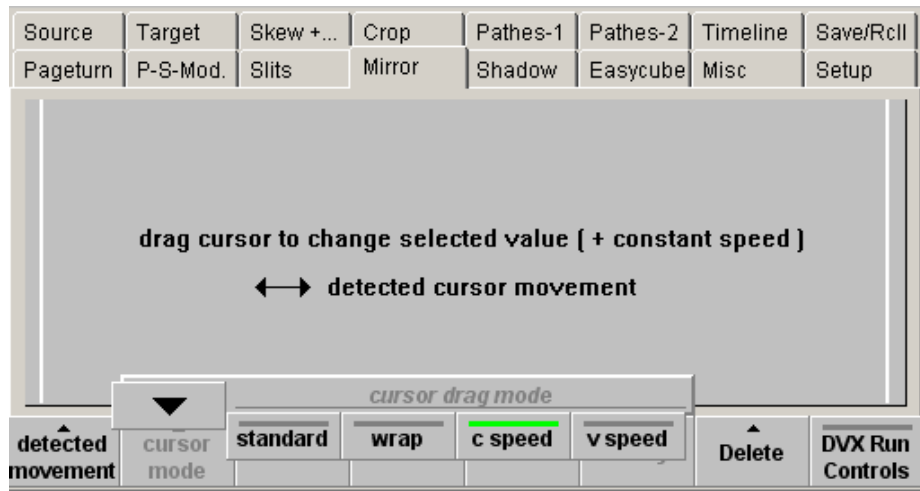 Source Target Skew +... Crop Pathes-1 Pathes-2 Timeline Save/Rcll
Pageturn P-S-Mod. Slits Mirror Shadow Easycube Misc Setup
drag cursor to change selected value ( + constant speed )
detected cursor movement
cursor drag mode
standard wrap c speed v speed
detected movement
cursor mode
Delete
DVX Run Controls